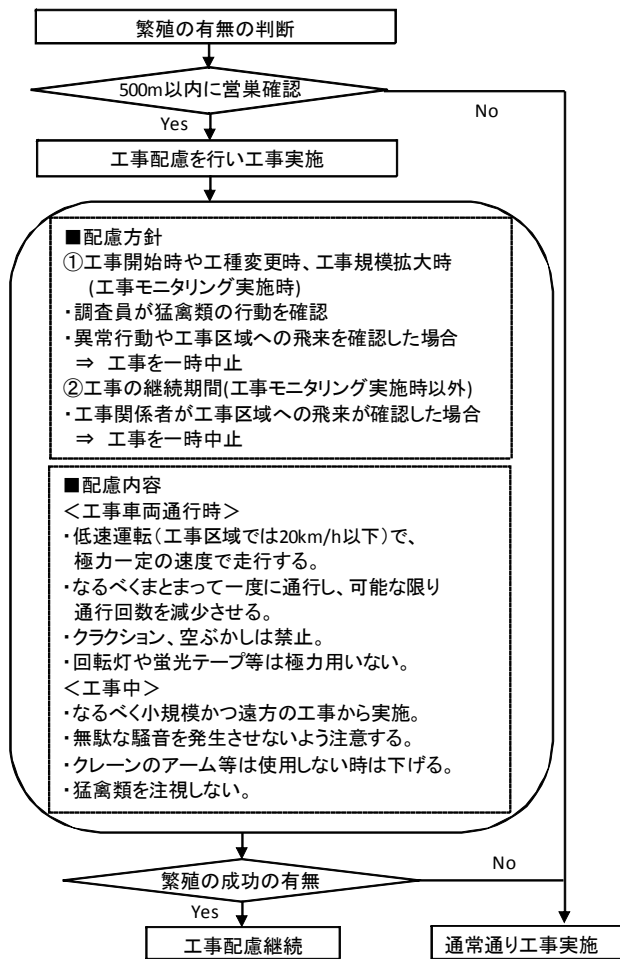 繁殖の有無の判断
500m以内に営巣確認
No
Yes
工事配慮を行い工事実施
■配慮方針
①工事開始時や工種変更時、工事規模拡大時
(工事モニタリング実施時)
・調査員が猛禽類の行動を確認
・異常行動や工事区域への飛来を確認した場合
⇒ 工事を一時中止
②工事の継続期間(工事モニタリング実施時以外)
・工事関係者が工事区域への飛来が確認した場合
⇒ 工事を一時中止
■配慮内容
＜工事車両通行時＞
・低速運転(工事区域では20km/h以下)で、
極力一定の速度で走行する。
・なるべくまとまって一度に通行し、可能な限り
通行回数を減少させる。
・クラクション、空ぶかしは禁止。
・回転灯や蛍光テープ等は極力用いない。
＜工事中＞
・なるべく小規模かつ遠方の工事から実施。
・無駄な騒音を発生させないよう注意する。
・クレーンのアーム等は使用しない時は下げる。
・猛禽類を注視しない。
No
繁殖の成功の有無
Yes
工事配慮継続
通常通り工事実施